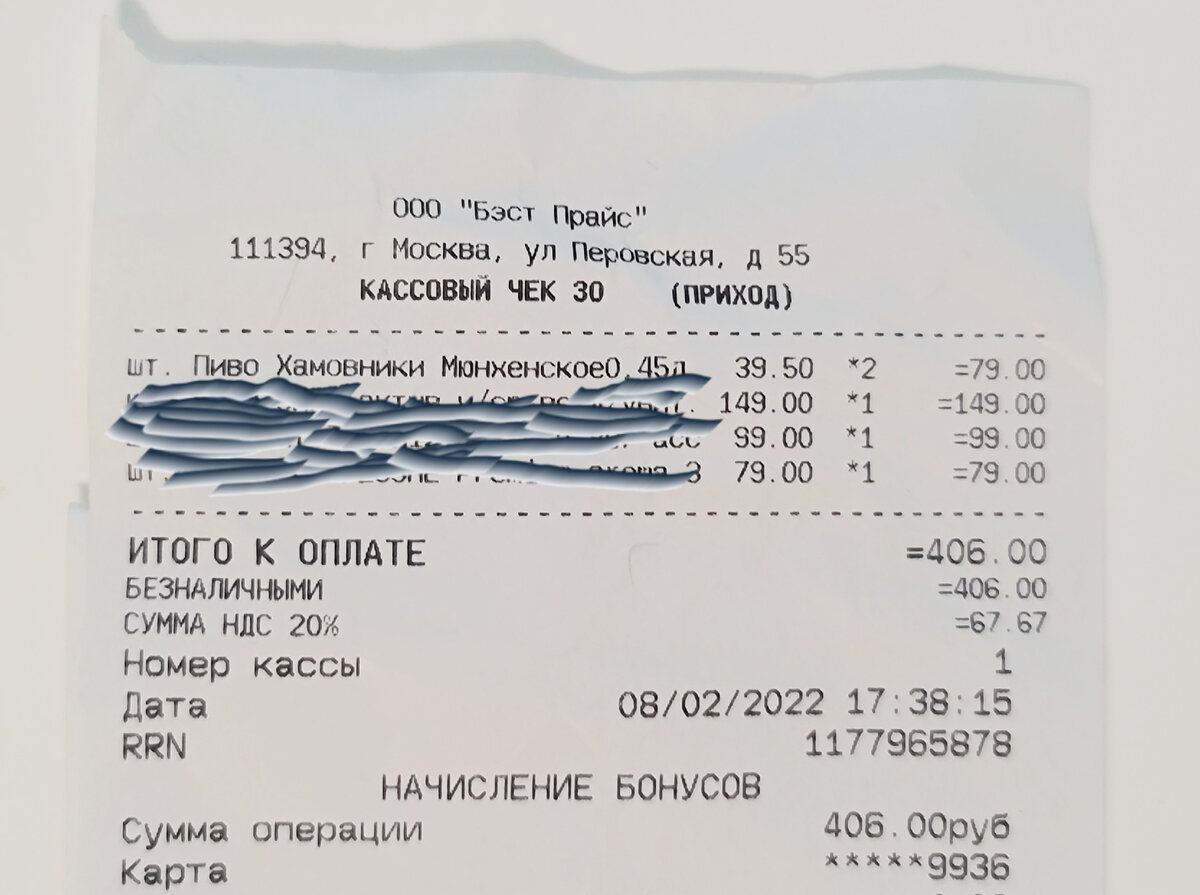 ООО "Бэст Прайс"
111394, г Москва, ул Перовская, д 55
КАССОВЫЙ ЧЕК 30 (ПРИХОД)
шт. Пиво Хамовники Мюнхенское0.45л 39.50 *2 =79.00
149.00 *1 =149.00
асс 99.00 *1 =99.00
шт. 3 79.00 *1 =79.00
ИТОГО К ОПЛАТЕ =406.00
БЕЗНАЛИЧНЫМИ =406.00
СУММА НДС 20% =67.67
Номер кассы 1
Дата 08/02/2022 17:38:15
RRN 1177965878
НАЧИСЛЕНИЕ БОНУСОВ
Сумма операции 406.00руб
Карта *****9936